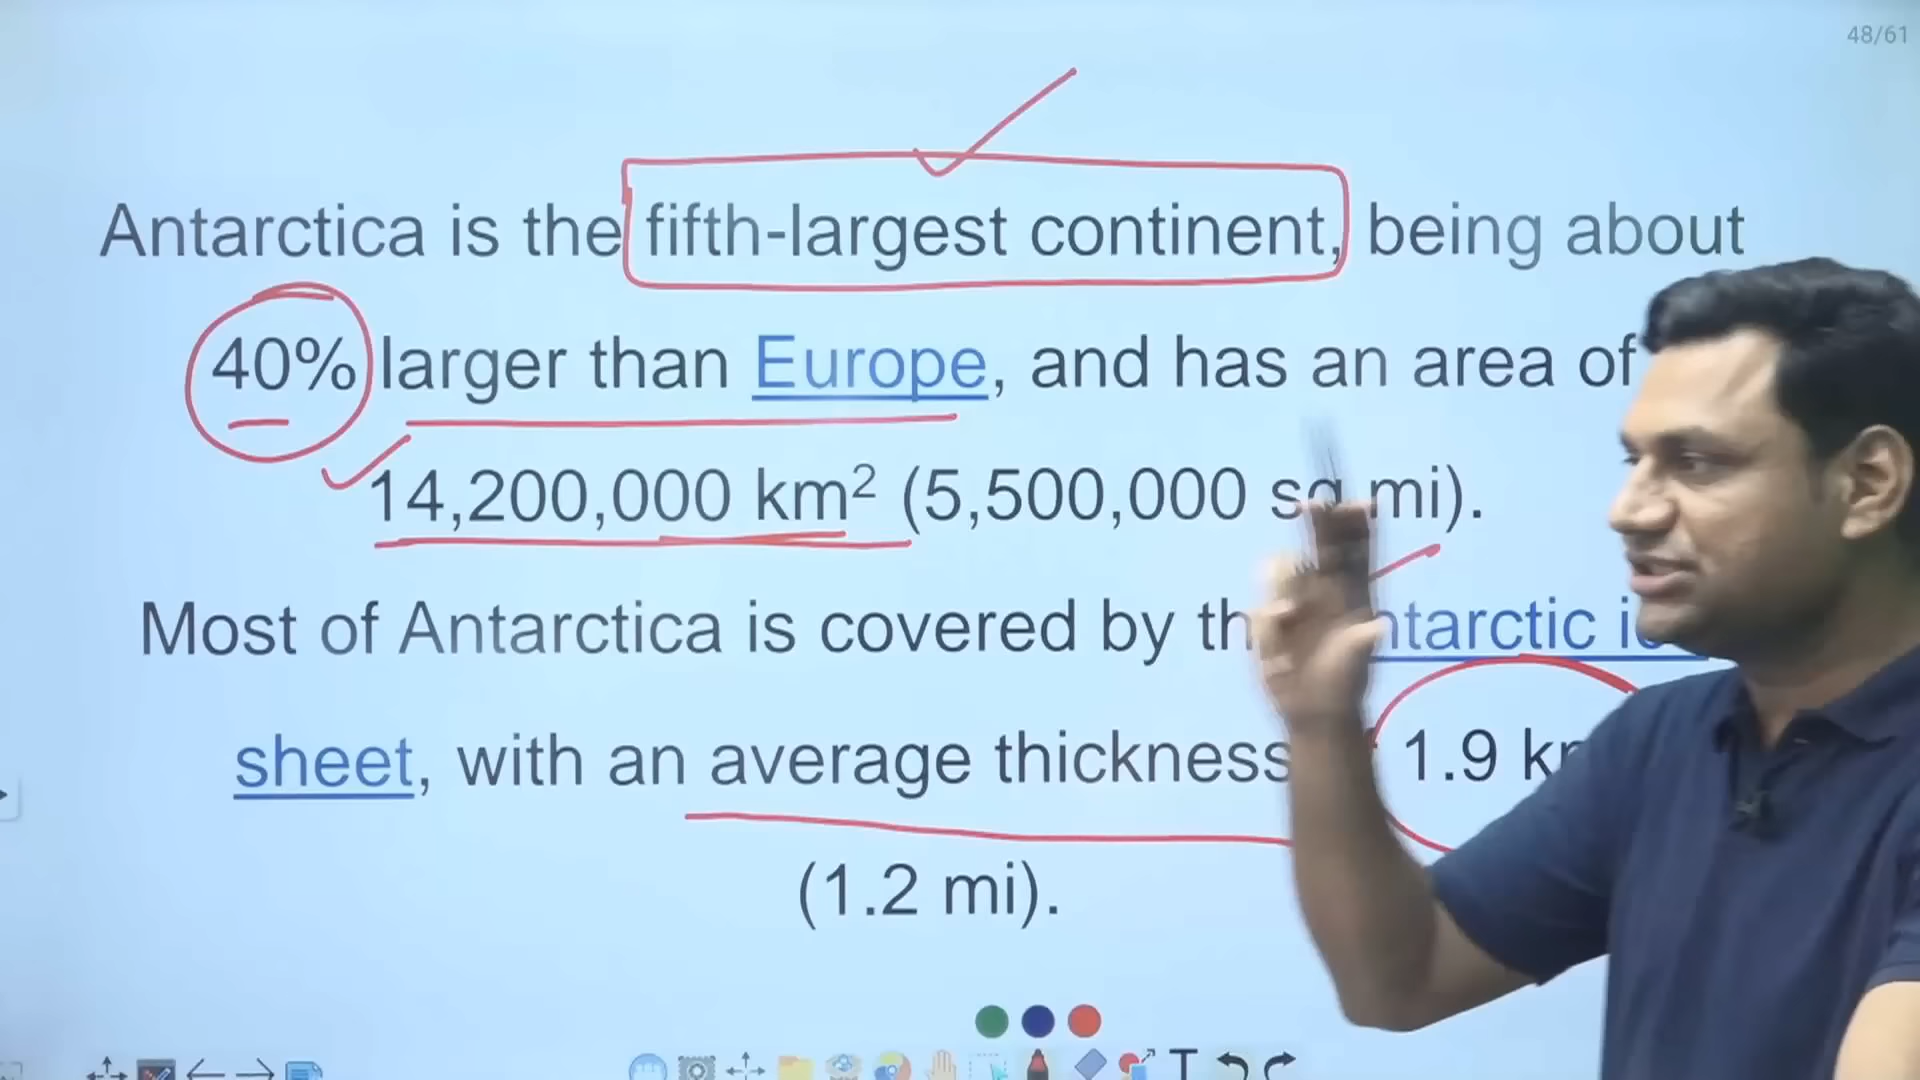 48/61
Antarctica is the fifth-largest continent, being about
40% larger than Europe, and has an area of
14,200,000 km² (5,500,000 sq mi).
Most of Antarctica is covered by
sheet, with an average thickness 1.9
(1.2 mi).
T